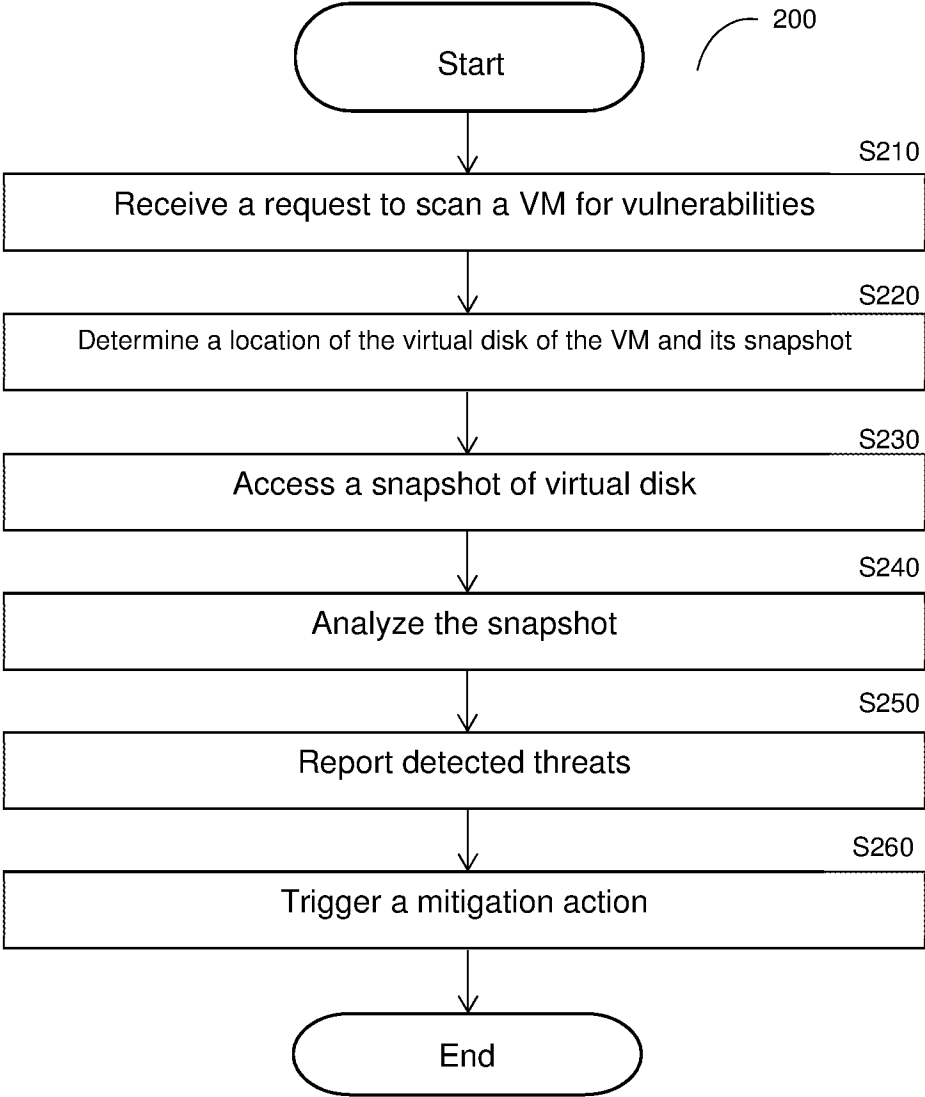 Start
200
S210
Receive a request to scan a VM for vulnerabilities
S220
Determine a location of the virtual disk of the VM and its snapshot
S230
Access a snapshot of virtual disk
S240
Analyze the snapshot
S250
Report detected threats
S260
Trigger a mitigation action
End